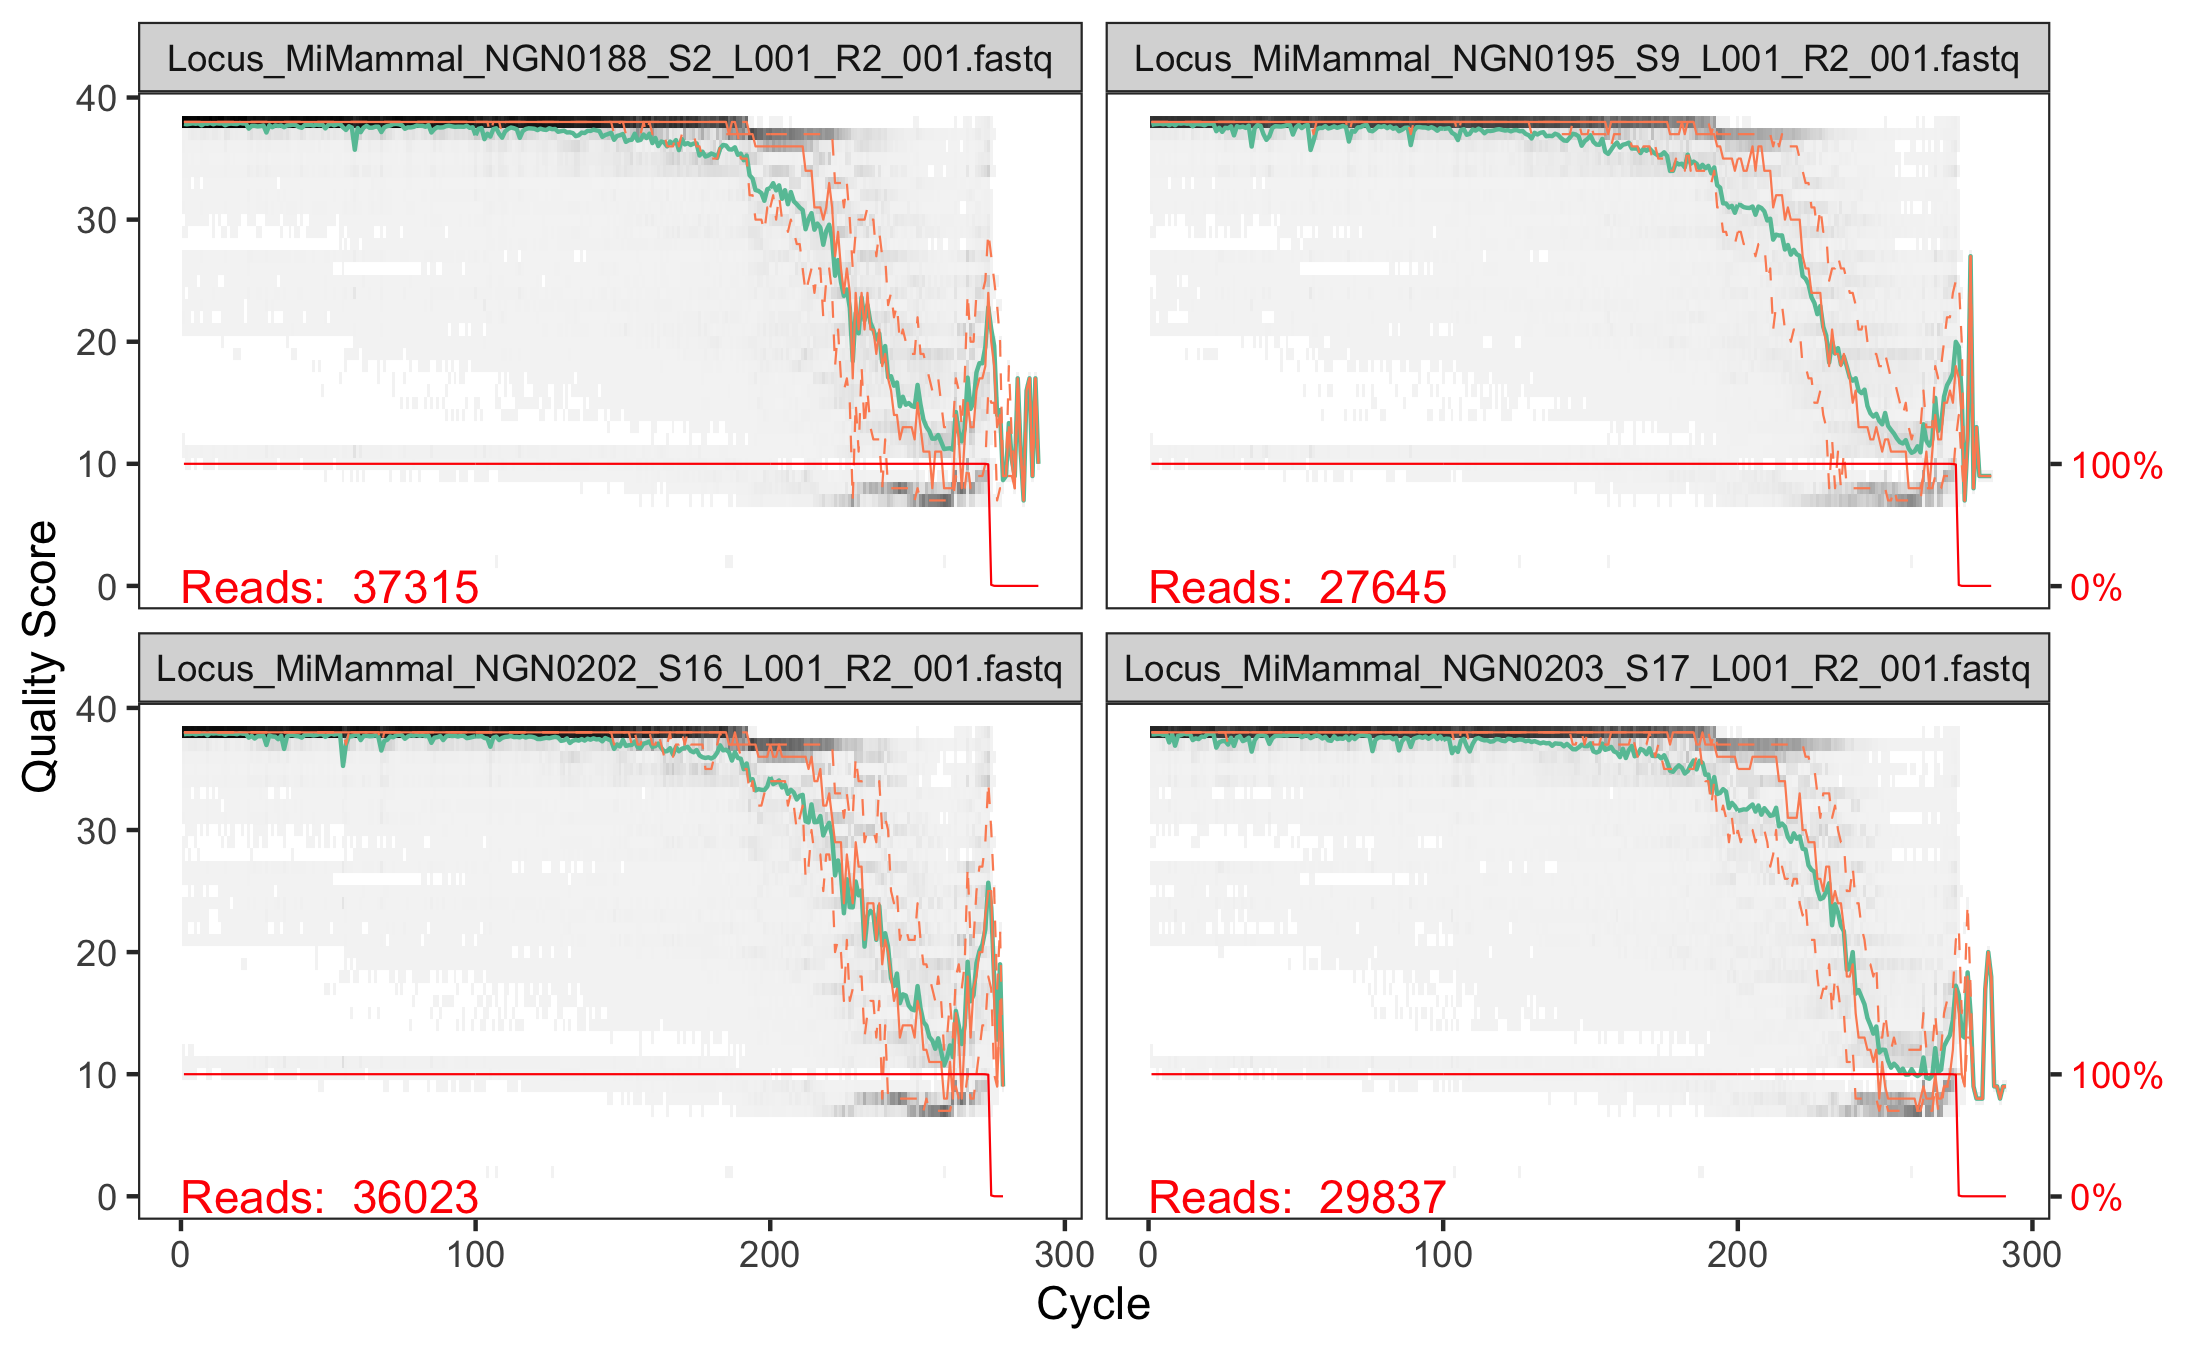 Locus_MiMammal_NGN0188_S2_L001_R2_001.fastq
Locus_MiMammal_NGN0195_S9_L001_R2_001.fastq
40
30
20
10
0
Reads: 37315
Reads: 27645
100%
0%
Quality Score
Locus_MiMammal_NGN0202_S16_L001_R2_001.fastq
Locus_MiMammal_NGN0203_S17_L001_R2_001.fastq
40
30
20
10
0
Reads: 36023
Reads: 29837
100%
0%
0 100 200 300
0 100 200 300
Cycle